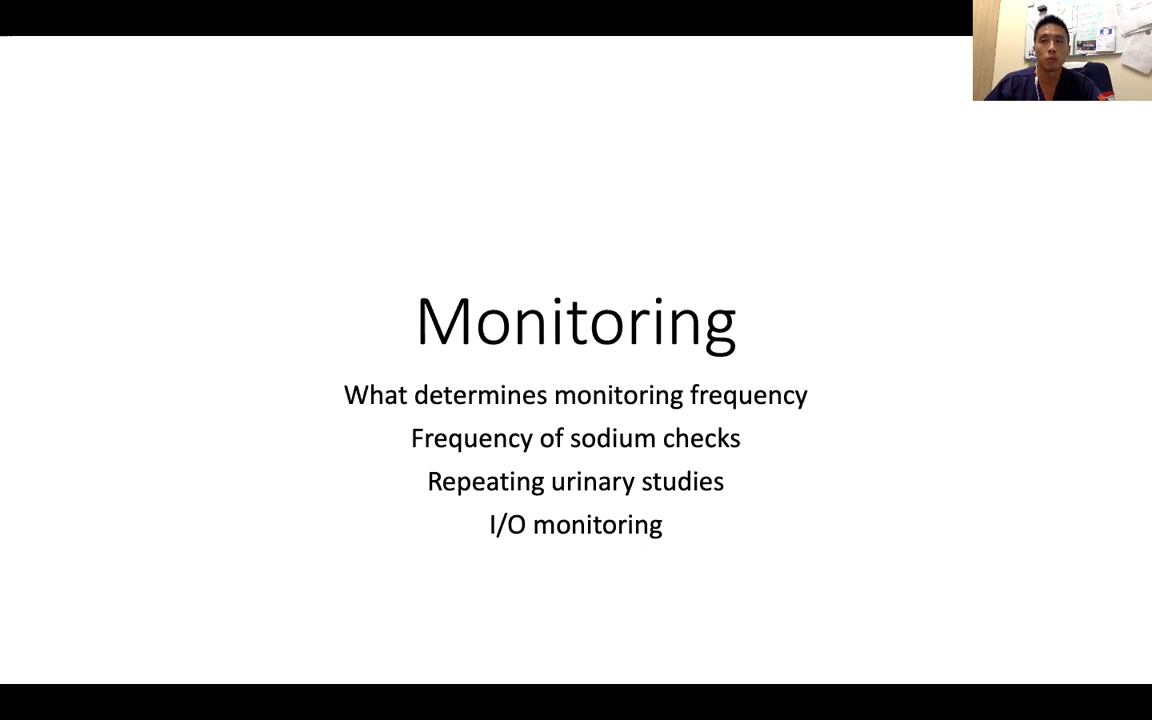 Monitoring
What determines monitoring frequency
Frequency of sodium checks
Repeating urinary studies
I/O monitoring